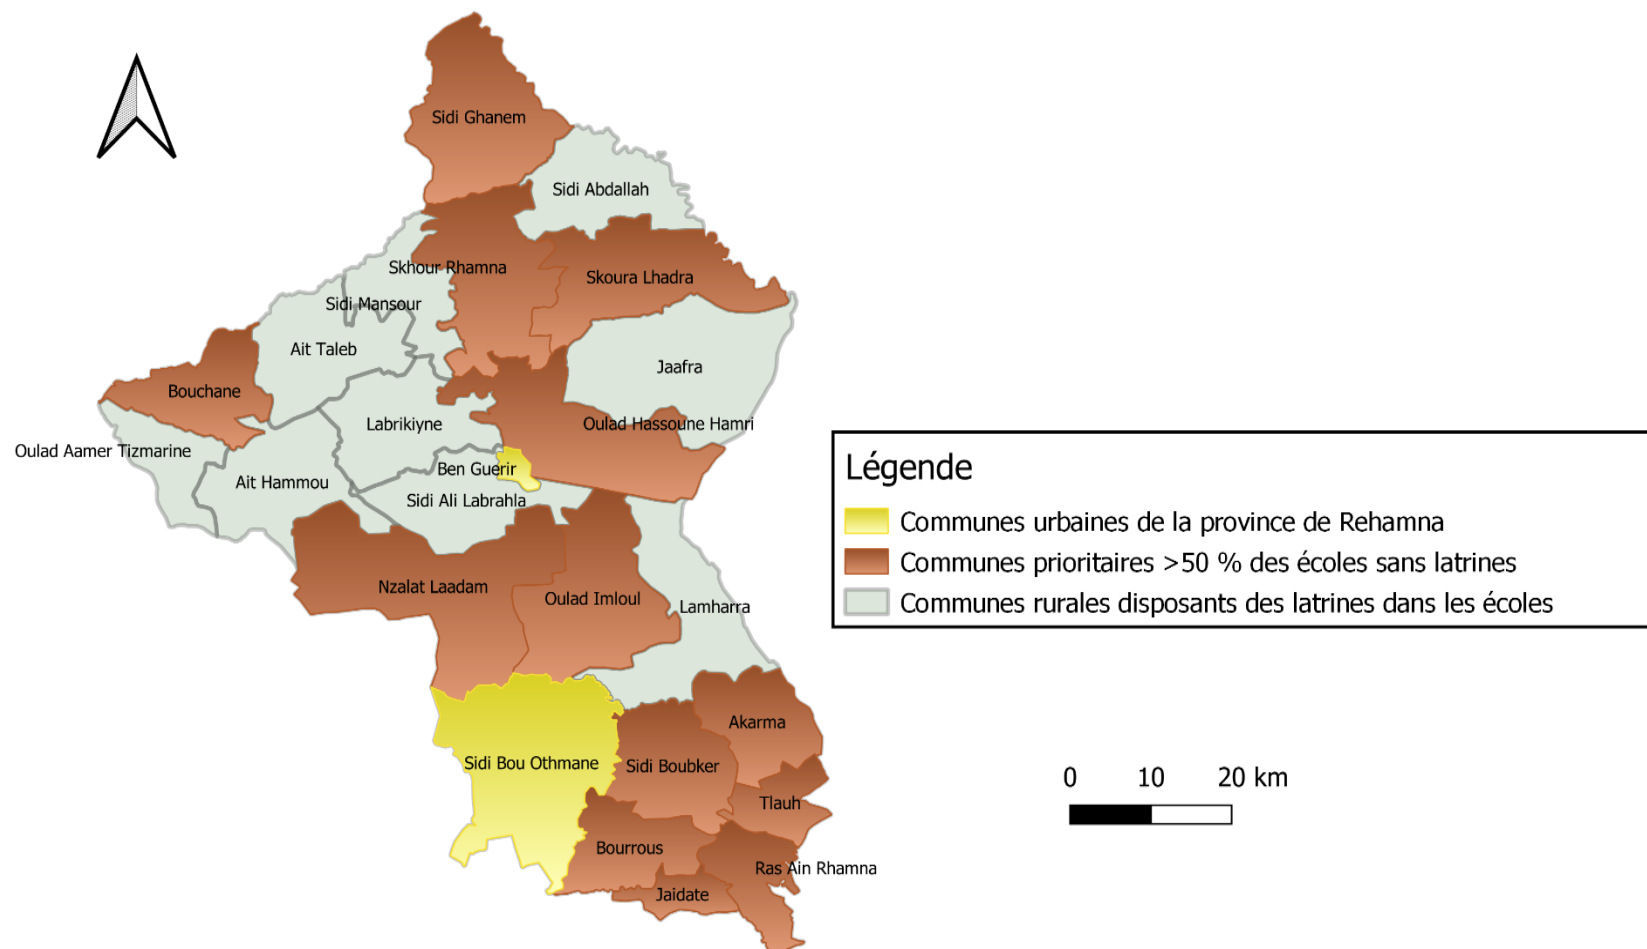 Sidi Ghanem
Sidi Abdallah
Skhour Rhamna
Skoura Lhadra
Sidi Mansour
Ait Taleb
Jaafra
Bouchane
Labrikiyne
Oulad Hassoune Hamri
Oulad Aamer Tizmarine
Ben Guerir
Ait Hammou
Sidi Ali Labrahla
Nzalat Laadam
Oulad Imloul
Lamharra
Akarma
Sidi Bou Othmane
Sidi Boubker
Tlauh
Bourrous
Ras Ain Rhamna
Jaidate
Légende
Communes urbaines de la province de Rehamna
Communes prioritaires >50 % des écoles sans latrines
Communes rurales disposants des latrines dans les écoles
0 10 20 km